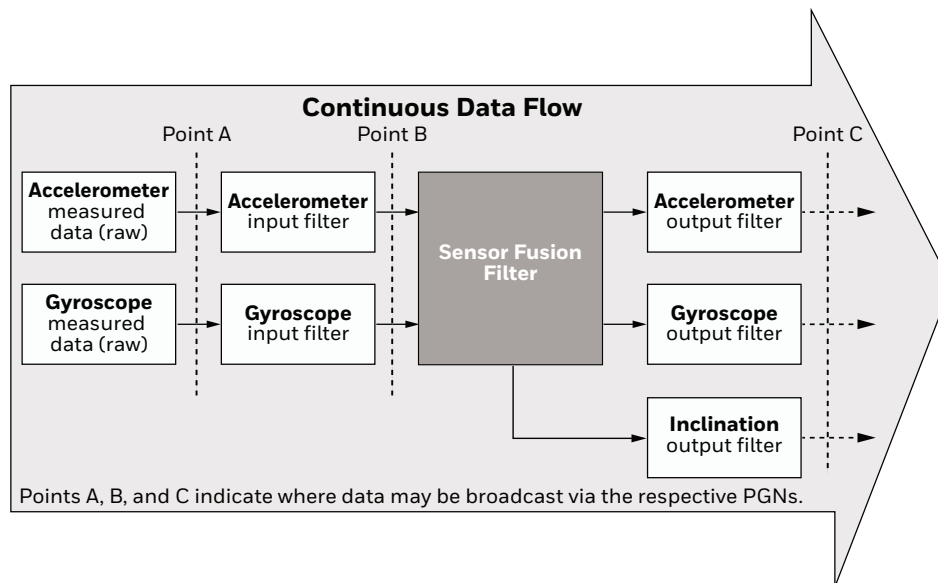 Continuous Data Flow
Point A
Point B
Point C
Accelerometer
measured
data (raw)
Accelerometer
input filter
Sensor Fusion
Filter
Accelerometer
output filter
Gyroscope
measured
data (raw)
Gyroscope
input filter
Gyroscope
output filter
Inclination
output filter
Points A, B, and C indicate where data may be broadcast via the respective PGNs.